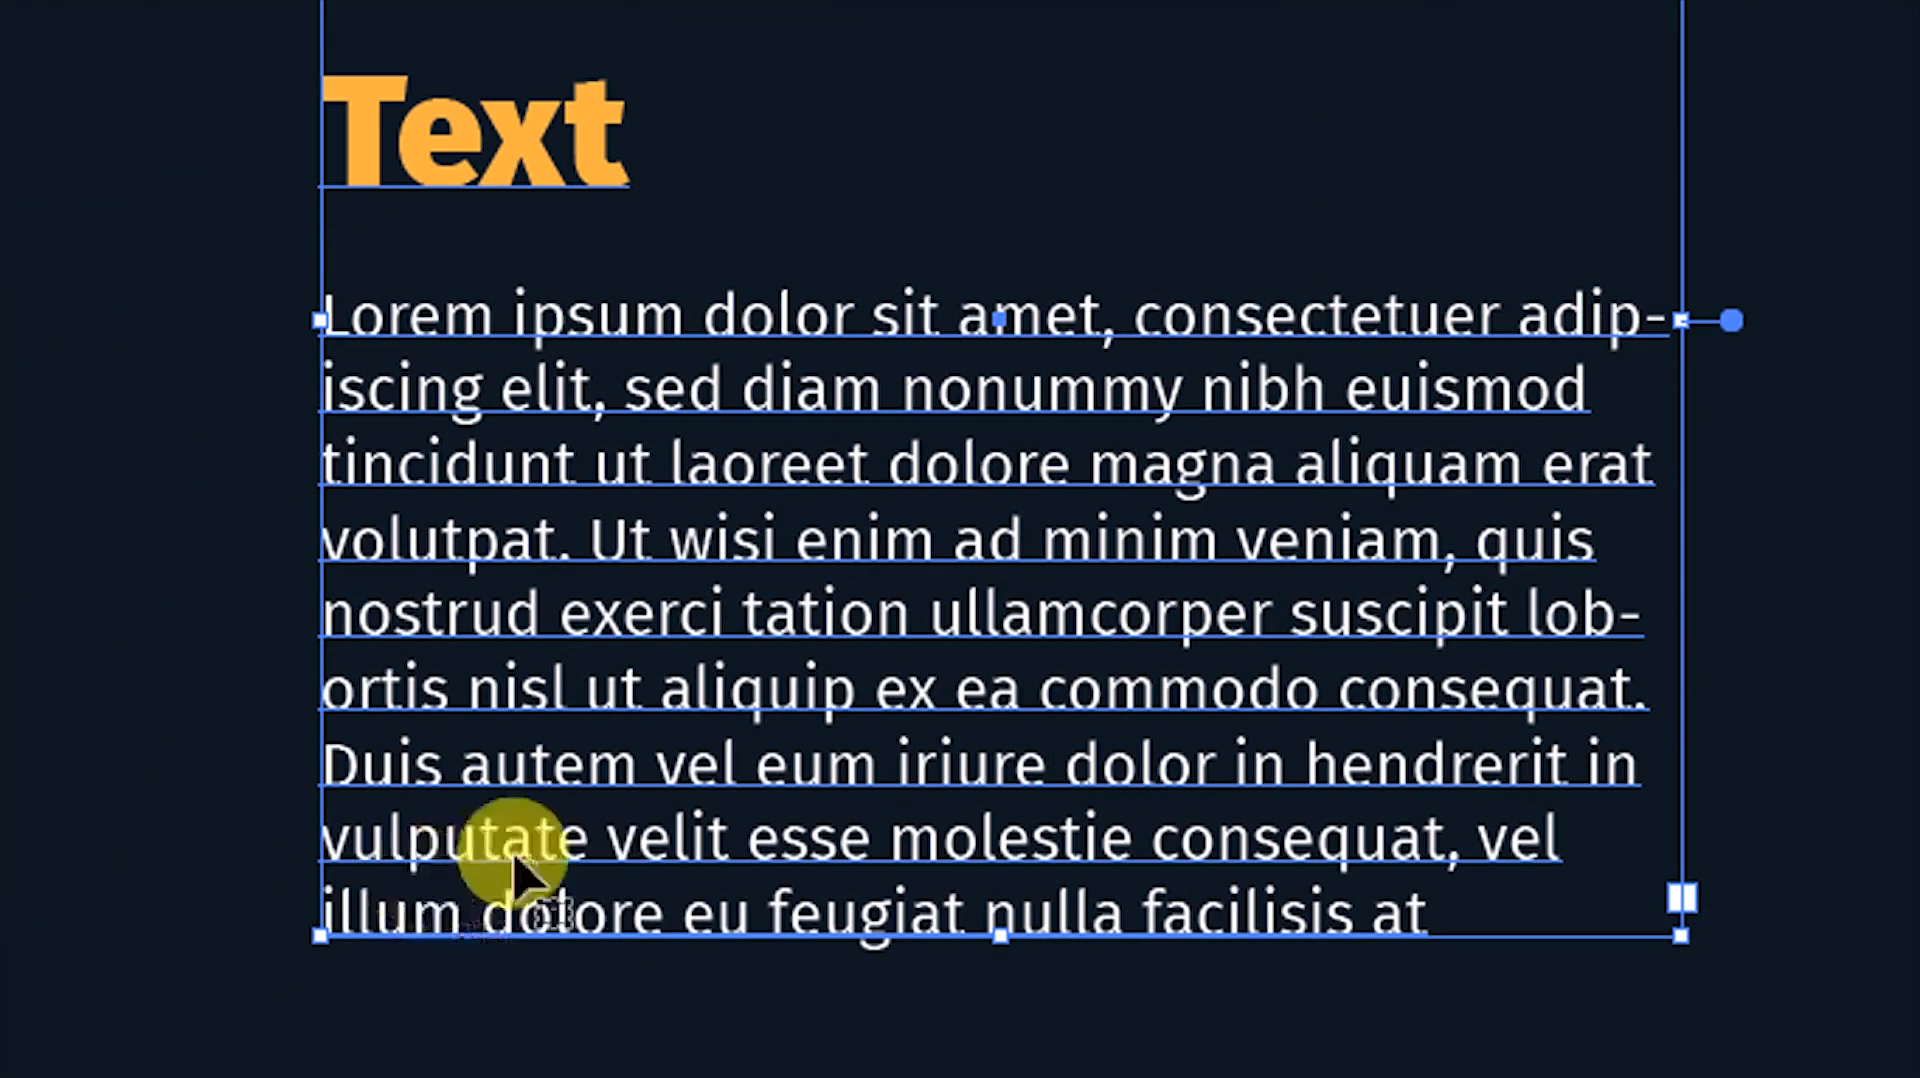 Text
Lorem ipsum dolor sit amet, consectetuer adip-
iscing elit, sed diam nonummy nibh euismod
tincidunt ut laoreet dolore magna aliquam erat
volutpat. Ut wisi enim ad minim veniam, quis
nostrud exerci tation ullamcorper suscipit lob-
ortis nisl ut aliquip ex ea commodo consequat.
Duis autem vel eum iriure dolor in hendrerit in
vulputate velit esse molestie consequat, vel
illum dolore eu feugiat nulla facilisis at